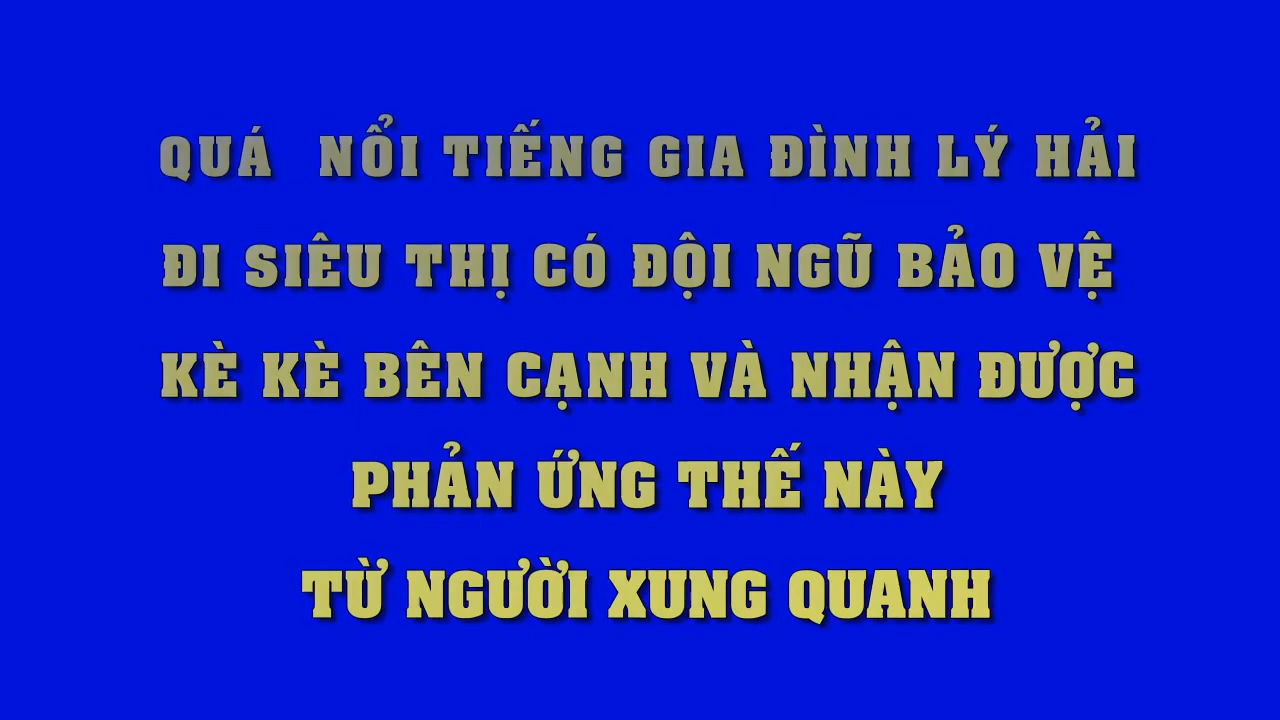 QUÁ NỔI TIẾNG GIA ĐÌNH LÝ HẢI
ĐI SIÊU THỊ CÓ ĐỘI NGŨ BẢO VỆ
KÈ KÈ BÊN CẠNH VÀ NHẬN ĐƯỢC
PHẢN ỨNG THẾ NÀY
TỪ NGƯỜI XUNG QUANH